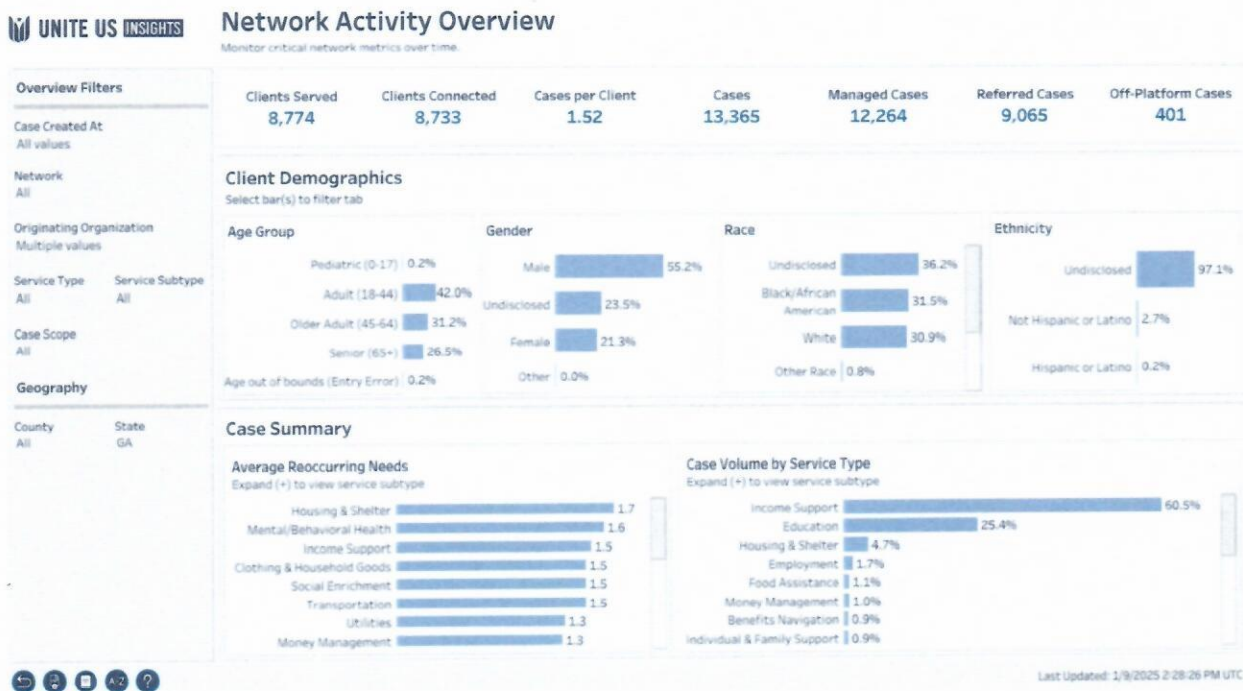 UNITE US INSIGHTS
Network Activity Overview
Monitor critical network metrics over time.
Overview Filters
Case Created At
All values
Network
All
Originating Organization
Multiple values
Service Type Service Subtype
All All
Case Scope
All
Geography
County State
All GA
Clients Served Clients Connected Cases per Client Cases Managed Cases Referred Cases Off-Platform Cases
8,774 8,733 1.52 13,365 12,264 9,065 401
Client Demographics
Select bar(s) to filter tab
Age Group
Pediatric (0-17) 0.2%
Adult (18-44) 42.0%
Older Adult (45-64) 31.2%
Senior (65+) 26.5%
Age out of bounds (Entry Error) 0.2%
Gender
Male 55.2%
Undisclosed 23.5%
Female 21.3%
Other 0.0%
Race
Undisclosed 36.2%
Black/African
American 31.5%
White 30.9%
Other Race 0.8%
Ethnicity
Undisclosed 97.1%
Not Hispanic or Latino 2.7%
Hispanic or Latino 0.2%
Case Summary
Average Reoccurring Needs
Expand (+) to view service subtype
Housing & Shelter 1.7
Mental/Behavioral Health 1.6
Income Support 1.5
Clothing & Household Goods 1.5
Social Enrichment 1.5
Transportation 1.5
Utilities 1.3
Money Management 1.3
Case Volume by Service Type
Expand (+) to view service subtype
Income Support 60.5%
Education 25.4%
Housing & Shelter 4.7%
Employment 1.7%
Food Assistance 1.1%
Money Management 1.0%
Benefits Navigation 0.9%
Individual & Family Support 0.9%
A-Z ?
Last Updated: 1/9/2025 2:28:26 PM UTC